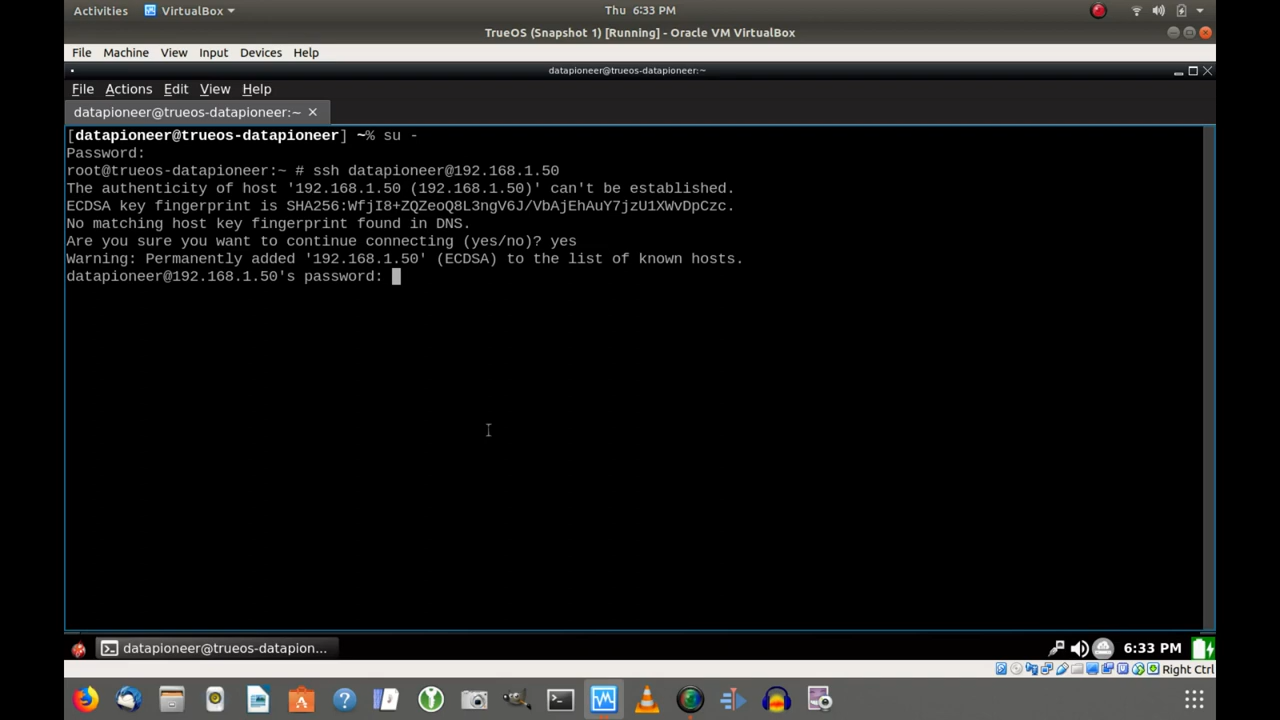 Activities VirtualBox Thu 6:33 PM
TrueOS (Snapshot 1) [Running] - Oracle VM VirtualBox
File Machine View Input Devices Help
datapioneer@trueos-datapioneer:~
File Actions Edit View Help
datapioneer@trueos-datapioneer:~
[datapioneer@trueos-datapioneer] ~% su -
Password:
root@trueos-datapioneer:~ # ssh datapioneer@192.168.1.50
The authenticity of host '192.168.1.50 (192.168.1.50)' can't be established.
ECDSA key fingerprint is SHA256:WfjI8+ZQZeoQ8L3ngV6J/VbAjEhAuY7jzU1XWvDpCzc.
No matching host key fingerprint found in DNS.
Are you sure you want to continue connecting (yes/no)? yes
Warning: Permanently added '192.168.1.50' (ECDSA) to the list of known hosts.
datapioneer@192.168.1.50's password:
datapioneer@trueos-datapion... 6:33 PM
Right Ctrl